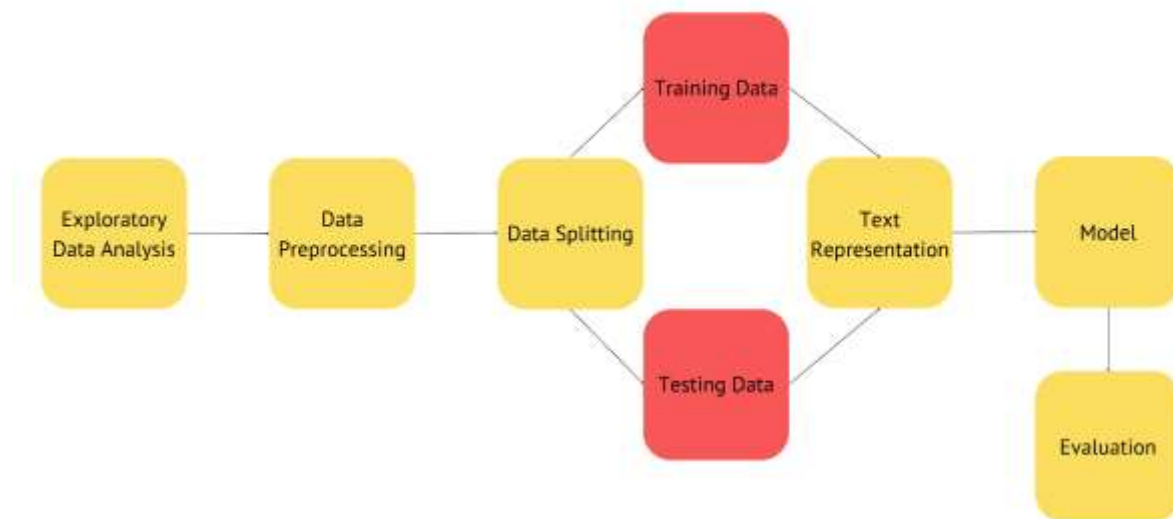 Training Data
Exploratory
Data Analysis
Data
Preprocessing
Data Splitting
Text
Representation
Model
Testing Data
Evaluation